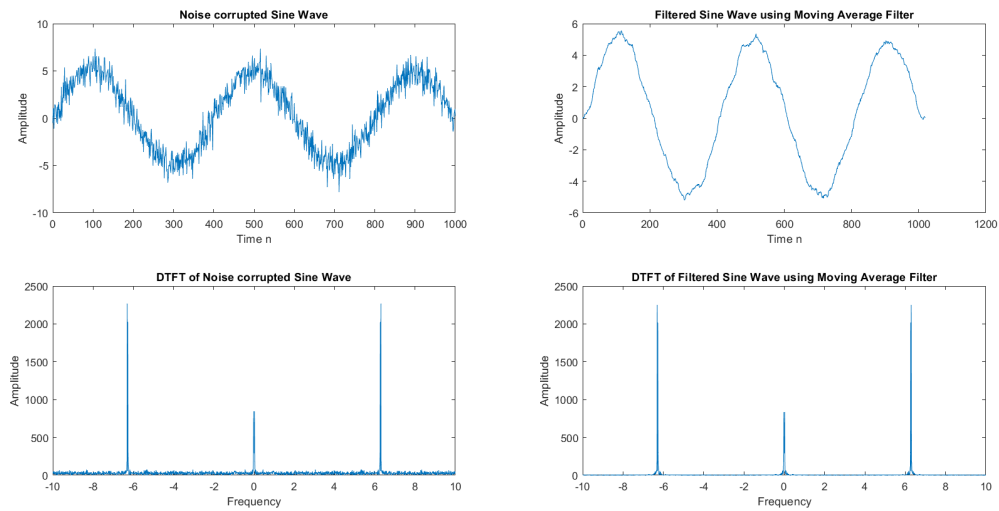 Noise corrupted Sine Wave
10
5
0
-5
-10
Amplitude
0 100 200 300 400 500 600 700 800 900 1000
Time n
Filtered Sine Wave using Moving Average Filter
6
4
2
0
-2
-4
-6
Amplitude
0 200 400 600 800 1000 1200
Time n
DTFT of Noise corrupted Sine Wave
2500
2000
1500
1000
500
0
Amplitude
-10 -8 -6 -4 -2 0 2 4 6 8 10
Frequency
DTFT of Filtered Sine Wave using Moving Average Filter
2500
2000
1500
1000
500
0
Amplitude
-10 -8 -6 -4 -2 0 2 4 6 8 10
Frequency